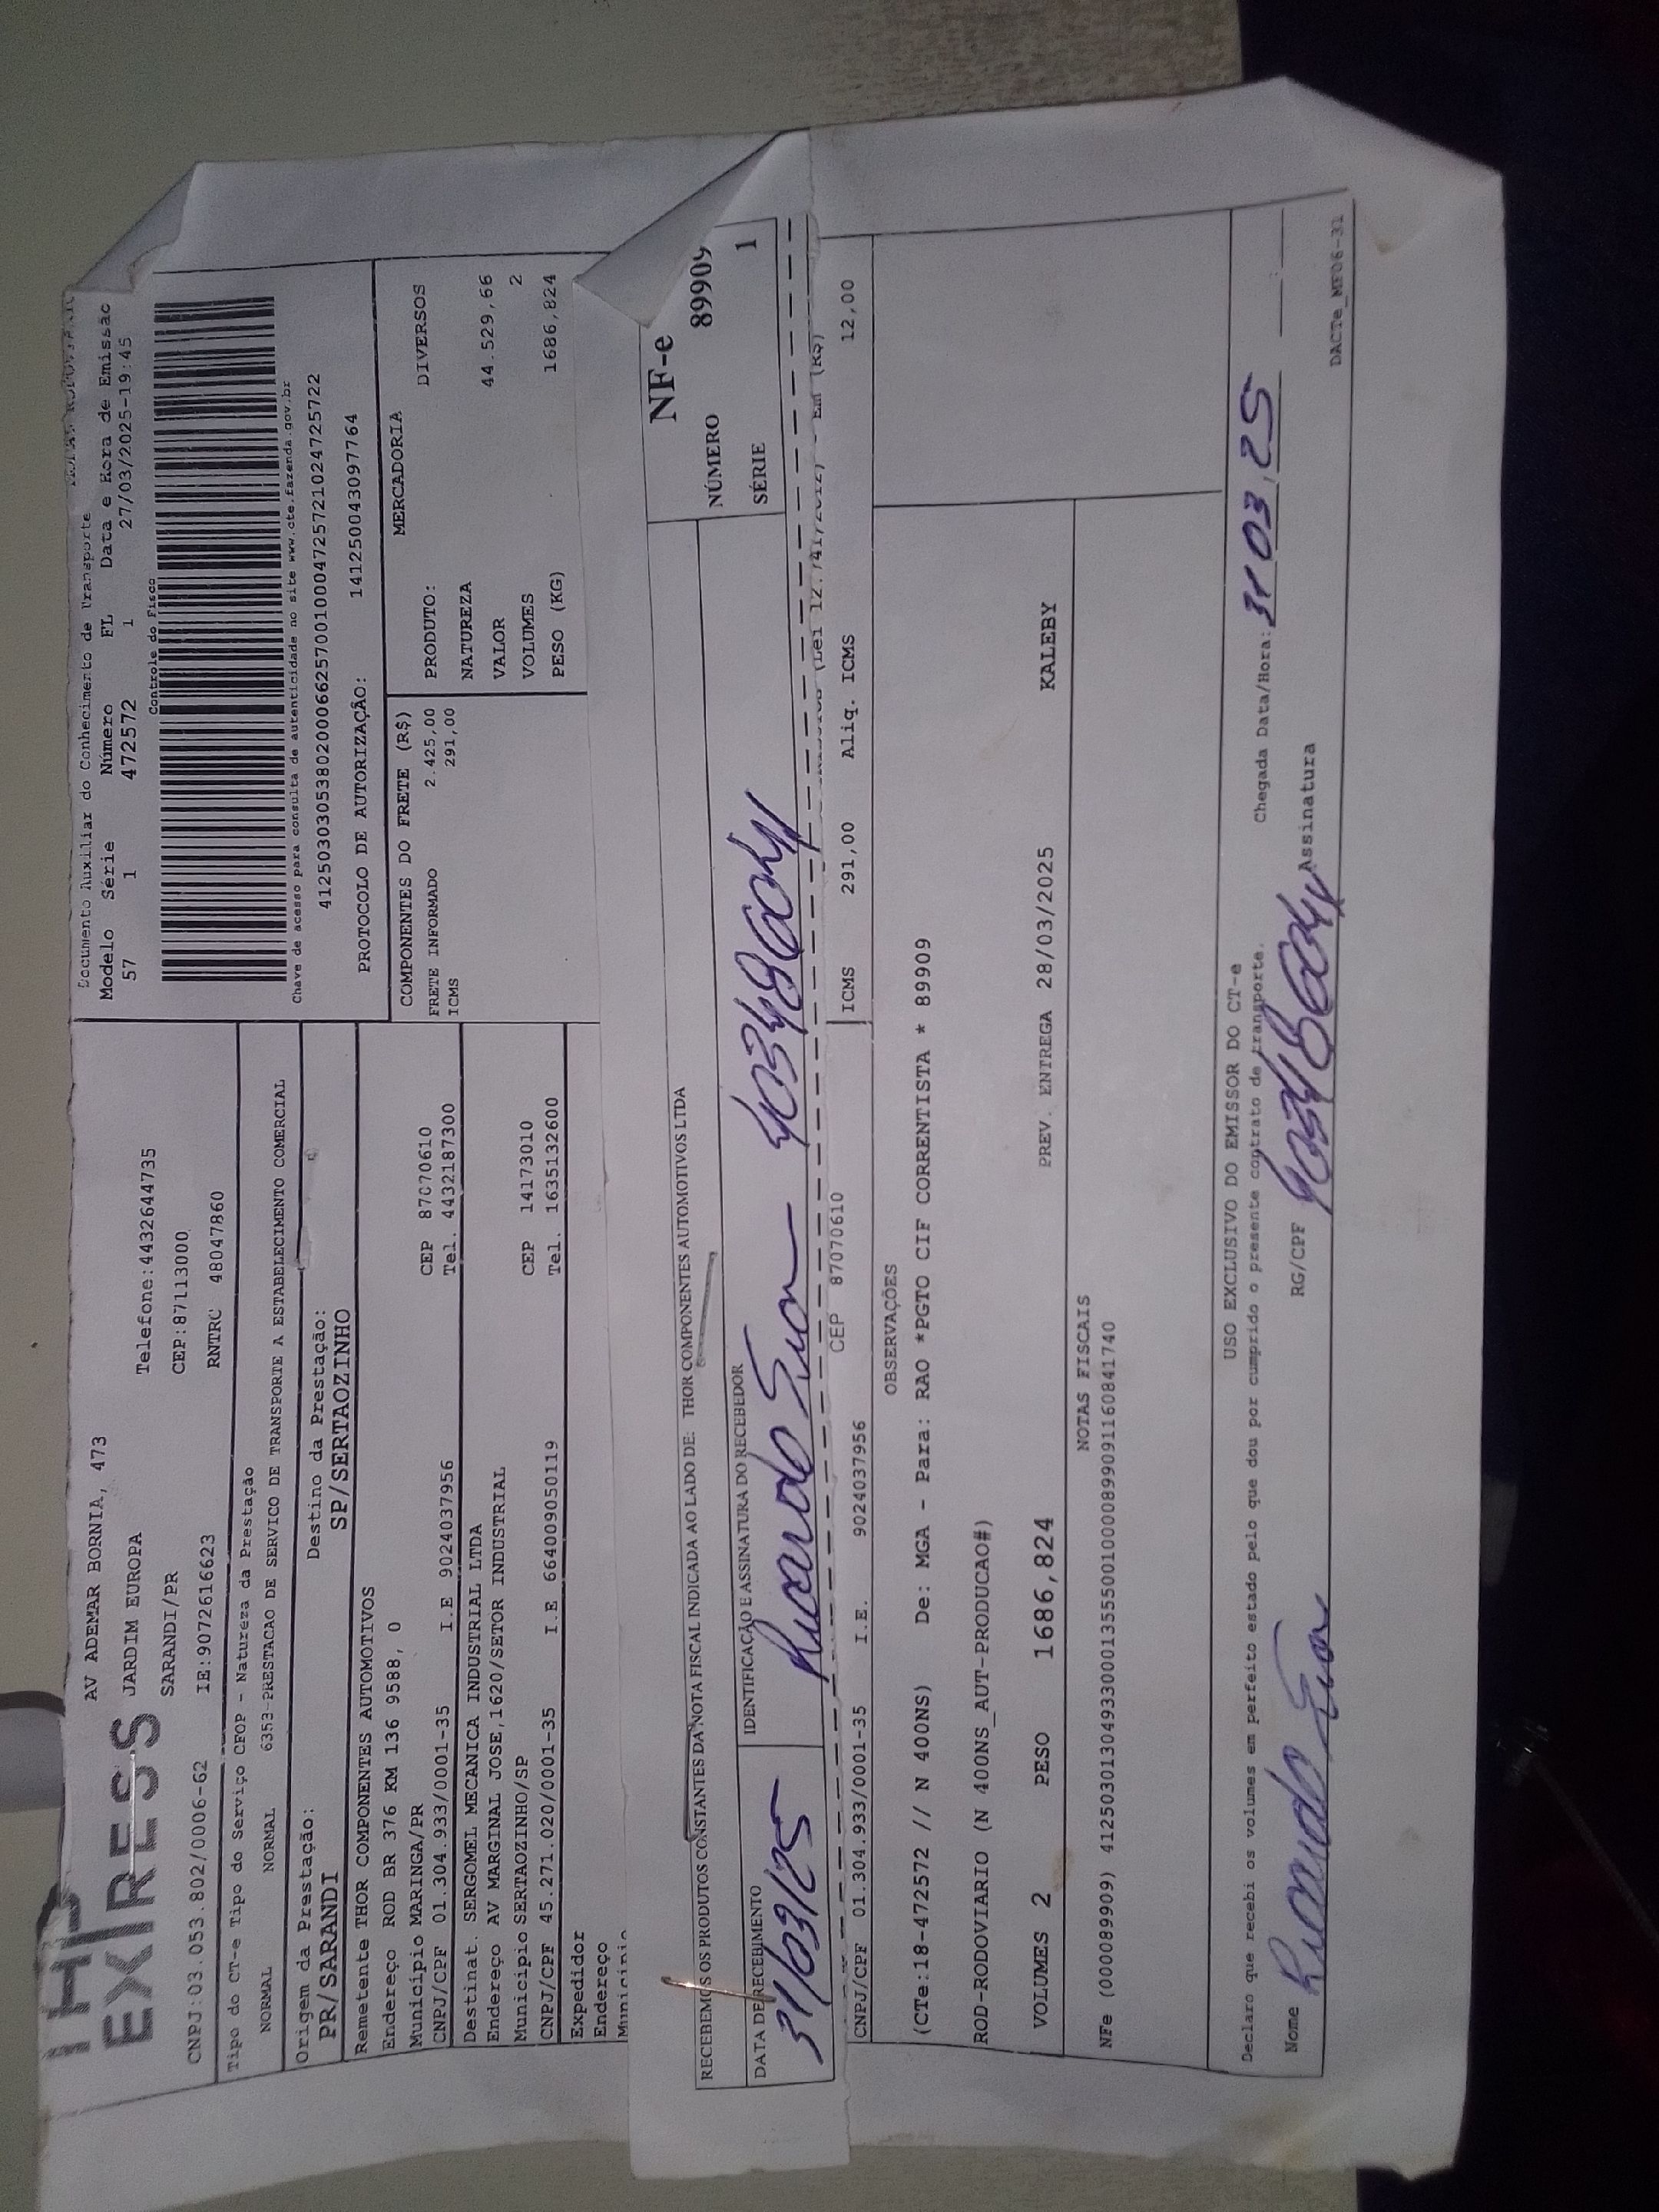 EXPRESS
AV ADEMAR BORNIA, 473
JARDIM EUROPA
Telefone:4432644735
SARANDI/PR
CEP:87113000
CNPJ:03.053.802/0006-62
IE:9072616623
RNTRC 48047860
Documento Auxiliar do Conhecimento de Transporte
Modelo Série Número FL Data e Hora de Emissão
57 1 472572 1 27/03/2025-19:45
Controle do Fisco
Chave de acesso para consulta de autenticidade no site www.cte.fazenda.gov.br
41250303053802000662570010004725721024725722
PROTOCOLO DE AUTORIZAÇÃO: 141250043097764
Tipo do CT-e Tipo do Serviço CFOP - Natureza da Prestação
NORMAL NORMAL 6353-PRESTACAO DE SERVICO DE TRANSPORTE A ESTABELECIMENTO COMERCIAL
Origem da Prestação: Destino da Prestação:
PR/SARANDI SP/SERTAOZINHO
Remetente THOR COMPONENTES AUTOMOTIVOS
Endereço ROD BR 376 KM 136 9588, 0
Município MARINGA/PR CEP 87070610
CNPJ/CPF 01.304.933/0001-35 I.E 9024037956 Tel. 4432187300
Destinat. SERGOMEL MECANICA INDUSTRIAL LTDA
Endereço AV MARGINAL JOSE,1620/SETOR INDUSTRIAL
Município SERTAOZINHO/SP CEP 14173010
CNPJ/CPF 45.271.020/0001-35 I.E 664009050119 Tel. 1635132600
Expedidor
Endereço
Município
COMPONENTES DO FRETE (R$)
FRETE INFORMADO 2.425,00
ICMS 291,00
MERCADORIA
PRODUTO: DIVERSOS
NATUREZA
VALOR 44.529,66
VOLUMES 2
PESO (KG) 1686,824
RECEBEMOS OS PRODUTOS CONSTANTES DA NOTA FISCAL INDICADA AO LADO DE: THOR COMPONENTES AUTOMOTIVOS LTDA
NF-e
NÚMERO 89909
SÉRIE 1
DATA DE RECEBIMENTO IDENTIFICAÇÃO E ASSINATURA DO RECEBEDOR
31/03/25
CEP 87070610
CNPJ/CPF 01.304.933/0001-35 I.E. 9024037956
ICMS 291,00 Aliq. ICMS 12,00
OBSERVAÇÕES
(CTe:18-472572 // N 400NS) De: MGA - Para: RAO *PGTO CIF CORRENTISTA * 89909
ROD-RODOVIARIO (N 400NS_AUT-PRODUCAO#)
VOLUMES 2 PESO 1686,824 PREV. ENTREGA 28/03/2025 KALEBY
NOTAS FISCAIS
NFe (000089909) 41250301304933000135550010000899091160841740
USO EXCLUSIVO DO EMISSOR DO CT-e
Declaro que recebi os volumes em perfeito estado pelo que dou por cumprido o presente contrato de transporte.
Chegada Data/Hora: 31 03, 25
Nome RG/CPF Assinatura
DACTe_MF06-31